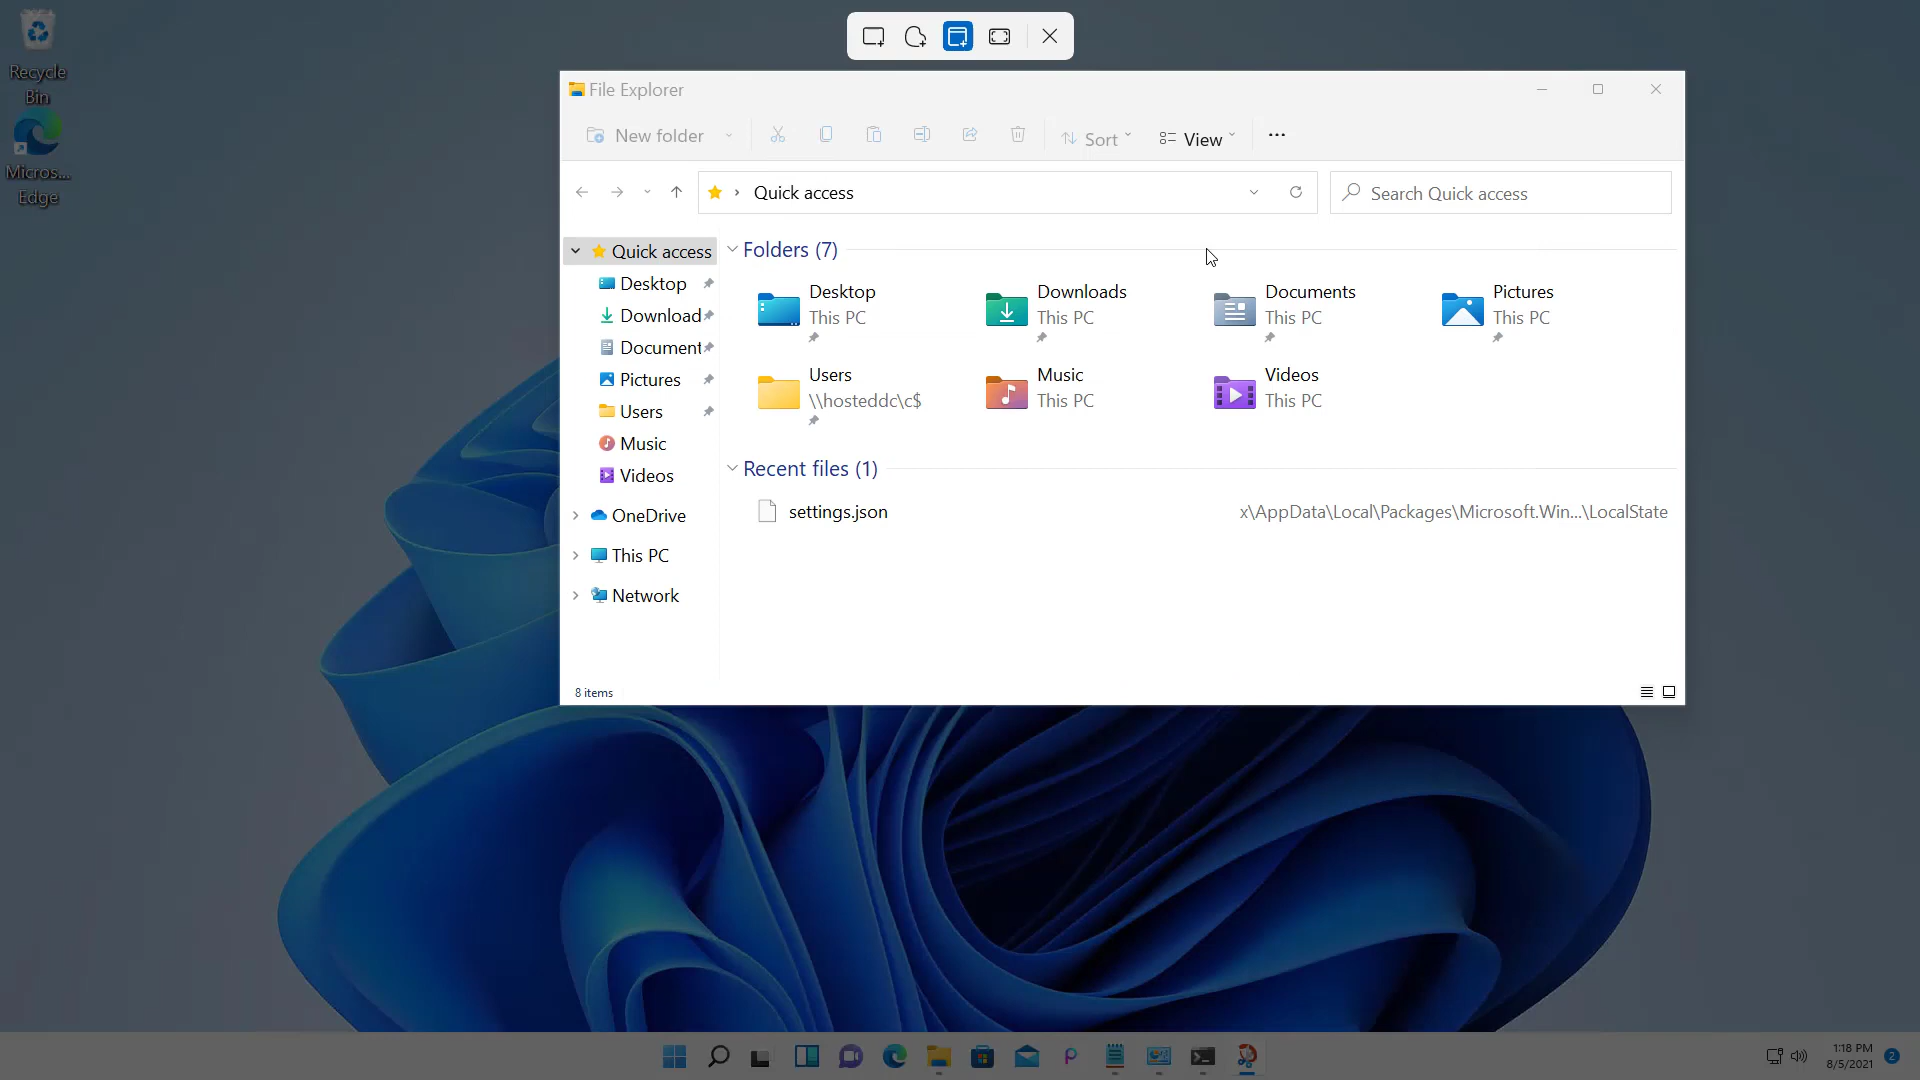 Recycle
Bin
Micros...
Edge
File Explorer
New folder
Sort
View
Quick access
Search Quick access
Quick access
Desktop
Download
Document
Pictures
Users
Music
Videos
OneDrive
This PC
Network
Folders (7)
Desktop
This PC
Downloads
This PC
Documents
This PC
Pictures
This PC
Users
\\hosteddc\c$
Music
This PC
Videos
This PC
Recent files (1)
settings.json
x\AppData\Local\Packages\Microsoft.Win...\LocalState
8 items
1:18 PM
8/5/2021
2